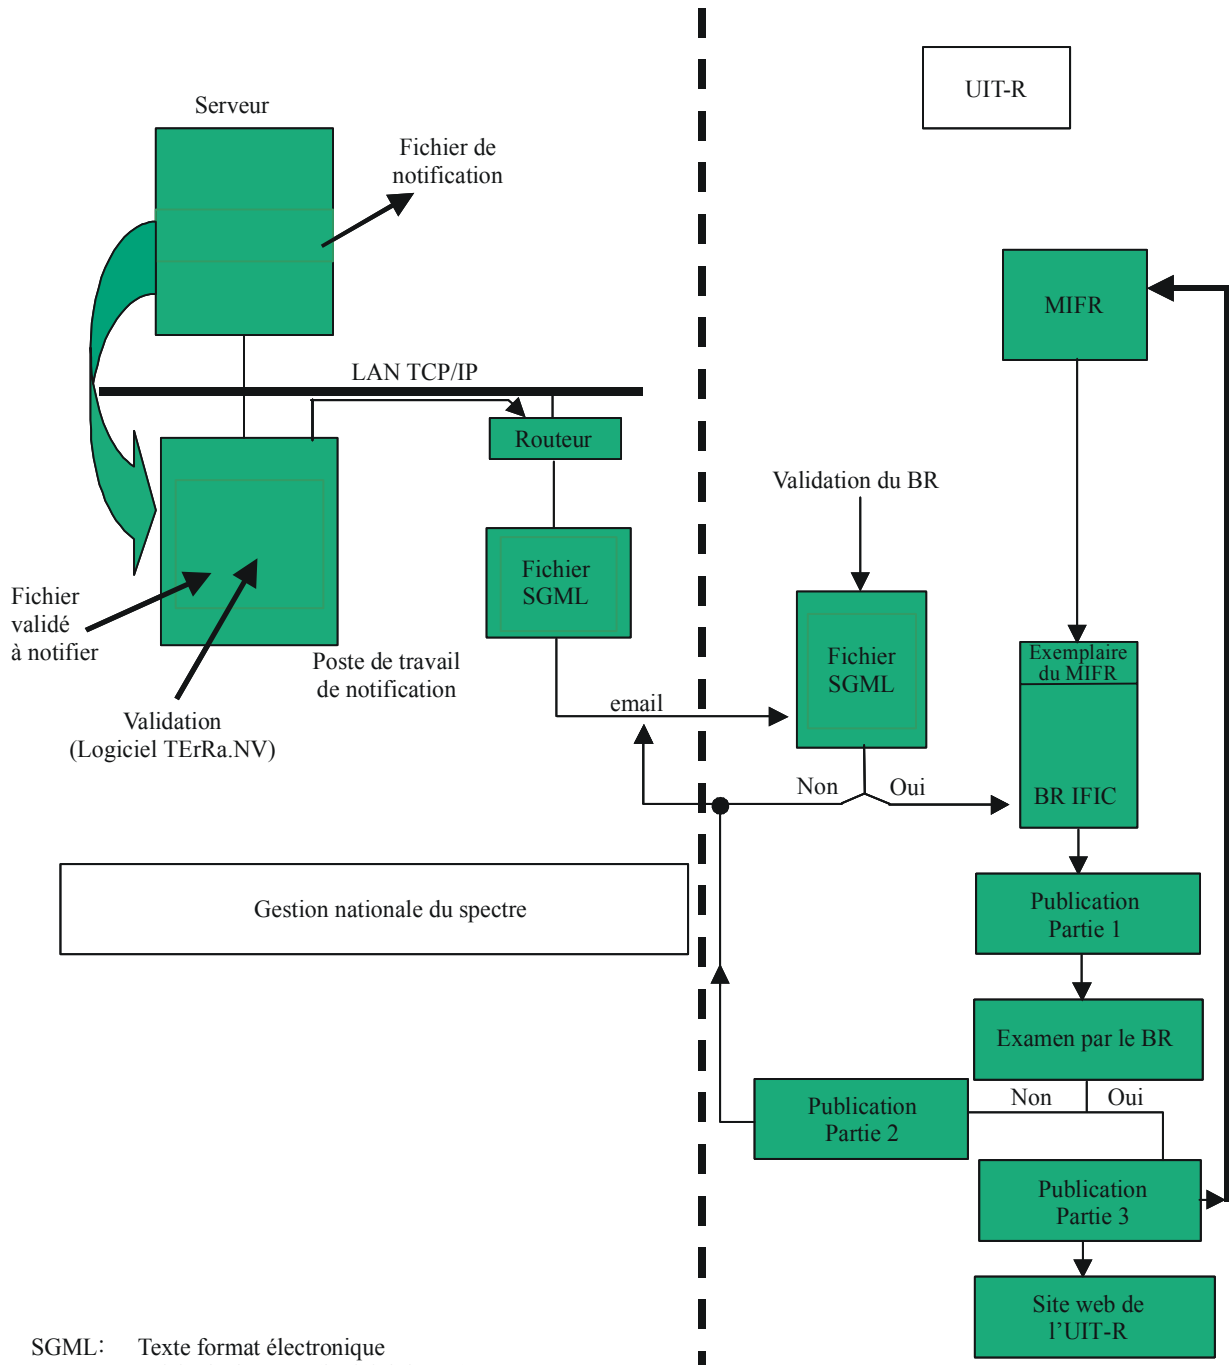 UIT-R
Serveur
Fichier de
notification
MIFR
LAN TCP/IP
Routeur
Validation du BR
Fichier
SGML
Fichier
validé
à notifier
Poste de travail
de notification
Validation
(Logiciel TErRa.NV)
email
Fichier
SGML
Exemplaire
du MIFR
BR IFIC
Non
Oui
Gestion nationale du spectre
Publication
Partie 1
Examen par le BR
Non
Oui
Publication
Partie 2
Publication
Partie 3
Site web de
l’UIT-R
SGML: Texte format électronique